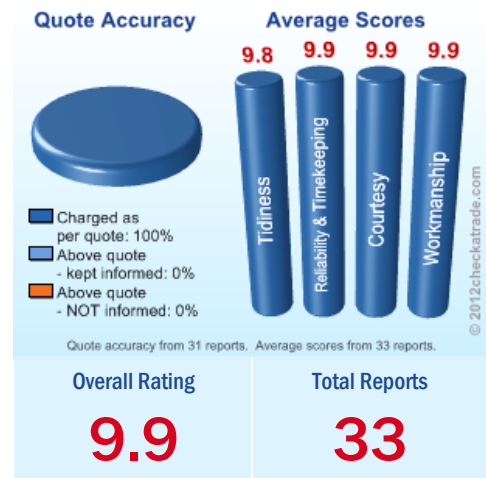 Quote Accuracy
Charged as
per quote: 100%
Above quote
- kept informed: 0%
Above quote
- NOT informed: 0%
Average Scores
9.8 9.9 9.9 9.9
Tidiness
Reliability & Timekeeping
Courtesy
Workmanship
© 2012checkatrade.com
Quote accuracy from 31 reports. Average scores from 33 reports.
Overall Rating
9.9
Total Reports
33